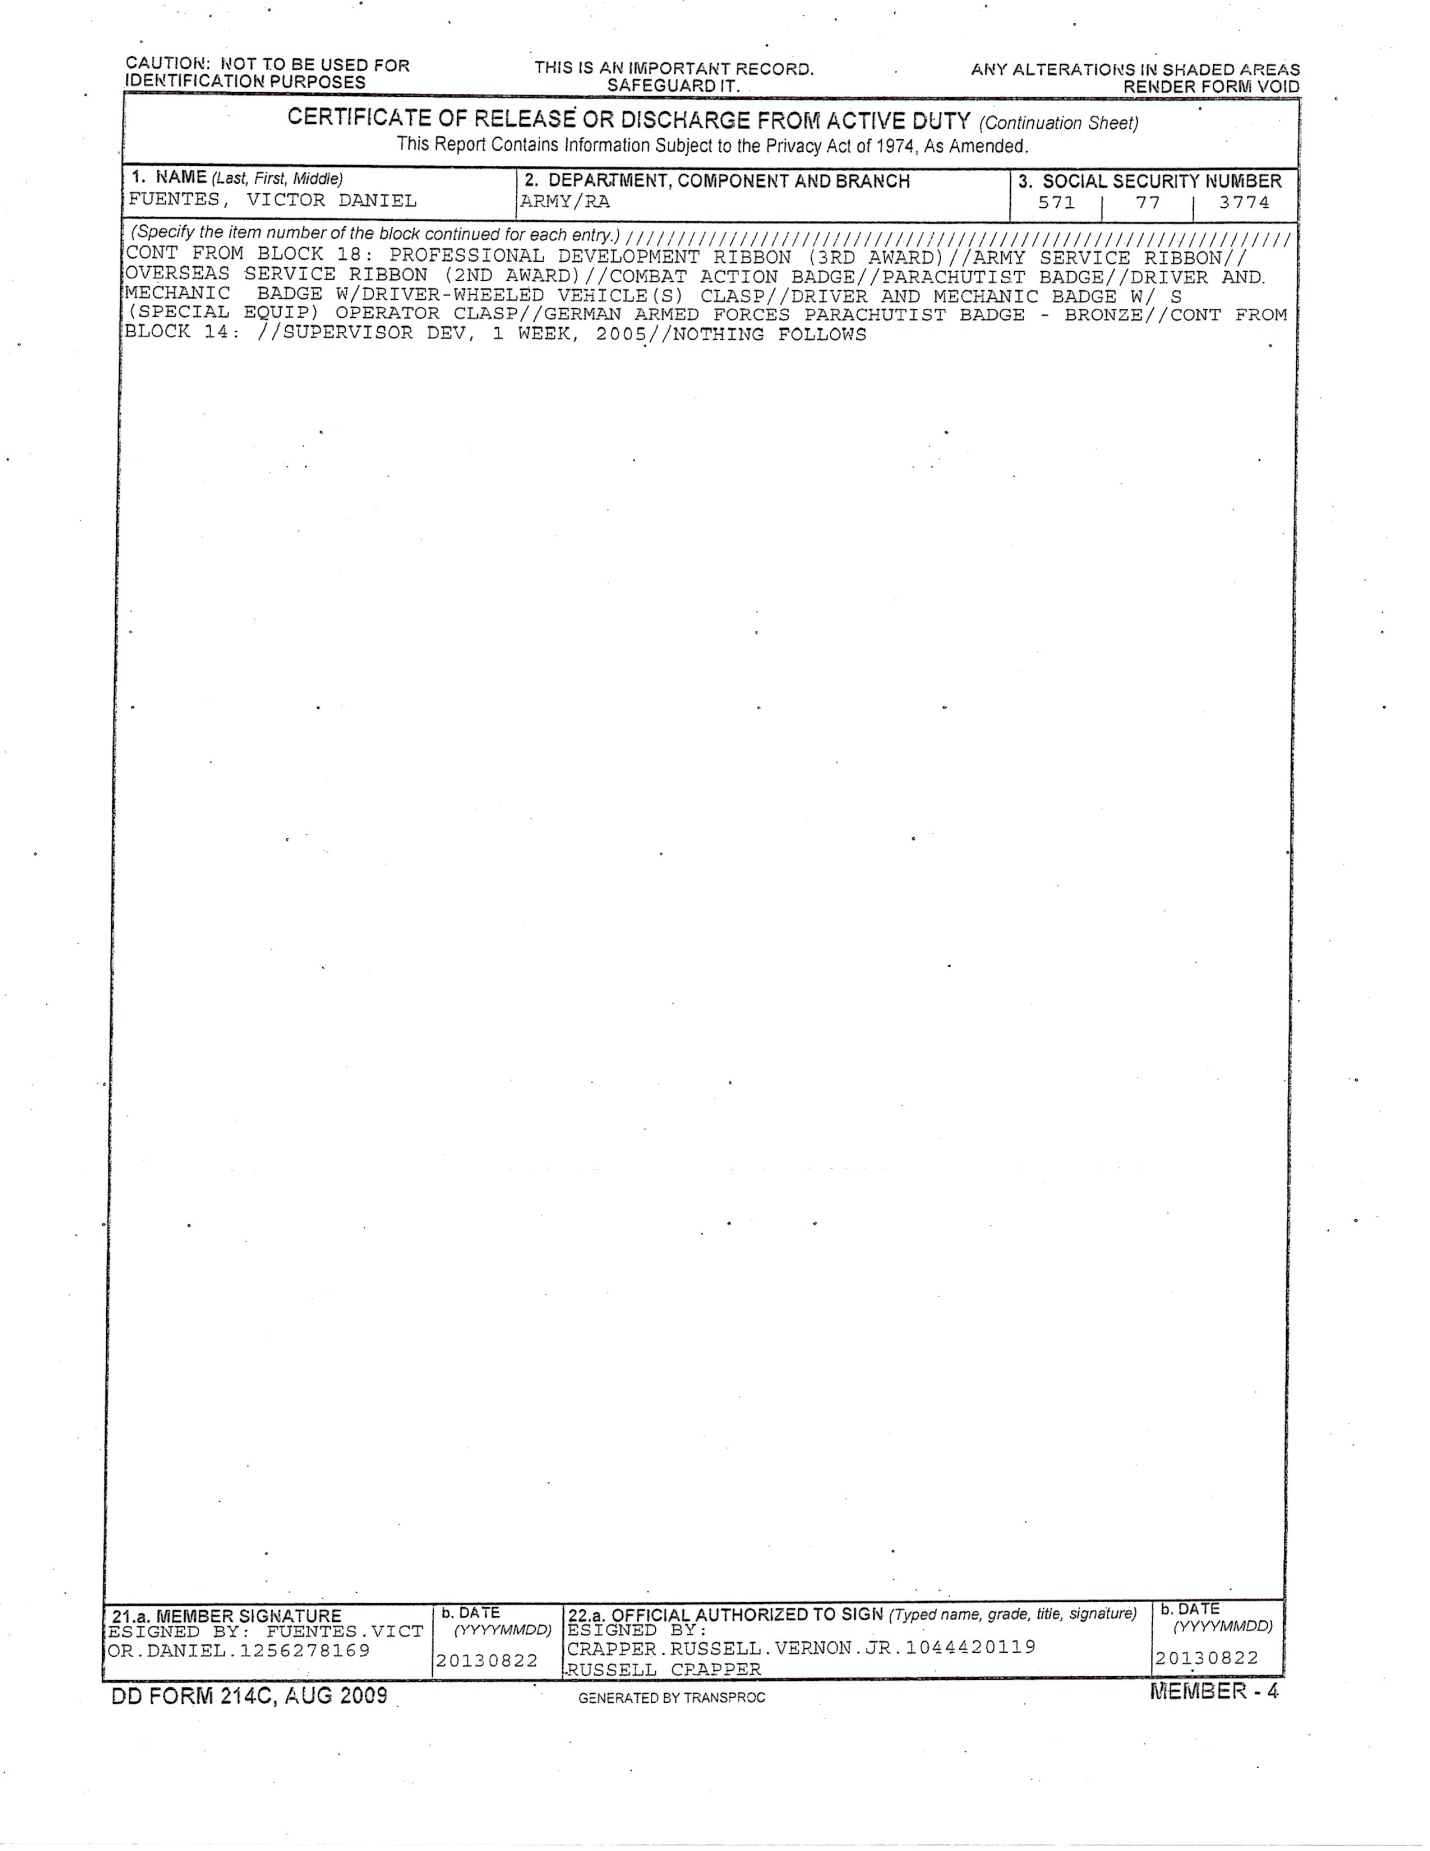 CAUTION: NOT TO BE USED FOR
IDENTIFICATION PURPOSES
THIS IS AN IMPORTANT RECORD.
SAFEGUARD IT.
ANY ALTERATIONS IN SHADED AREAS
RENDER FORM VOID
CERTIFICATE OF RELEASE OR DISCHARGE FROM ACTIVE DUTY (Continuation Sheet)
This Report Contains Information Subject to the Privacy Act of 1974, As Amended.
1. NAME (Last, First, Middle)
FUENTES, VICTOR DANIEL
2. DEPARTMENT, COMPONENT AND BRANCH
ARMY/RA
3. SOCIAL SECURITY NUMBER
571 | 77 | 3774
(Specify the item number of the block continued for each entry.) ////////////////////////////////////////////////////////////////
CONT FROM BLOCK 18: PROFESSIONAL DEVELOPMENT RIBBON (3RD AWARD)//ARMY SERVICE RIBBON//
OVERSEAS SERVICE RIBBON (2ND AWARD)//COMBAT ACTION BADGE//PARACHUTIST BADGE//DRIVER AND
MECHANIC BADGE W/DRIVER-WHEELED VEHICLE(S) CLASP//DRIVER AND MECHANIC BADGE W/ S
(SPECIAL EQUIP) OPERATOR CLASP//GERMAN ARMED FORCES PARACHUTIST BADGE - BRONZE//CONT FROM
BLOCK 14: //SUPERVISOR DEV, 1 WEEK, 2005//NOTHING FOLLOWS
21.a. MEMBER SIGNATURE
ESIGNED BY: FUENTES.VICT
OR.DANIEL.1256278169
b. DATE
(YYYYMMDD)
20130822
22.a. OFFICIAL AUTHORIZED TO SIGN (Typed name, grade, title, signature)
ESIGNED BY:
CRAPPER.RUSSELL.VERNON.JR.1044420119
RUSSELL CRAPPER
b. DATE
(YYYYMMDD)
20130822
DD FORM 214C, AUG 2009
GENERATED BY TRANSPROC
MEMBER - 4